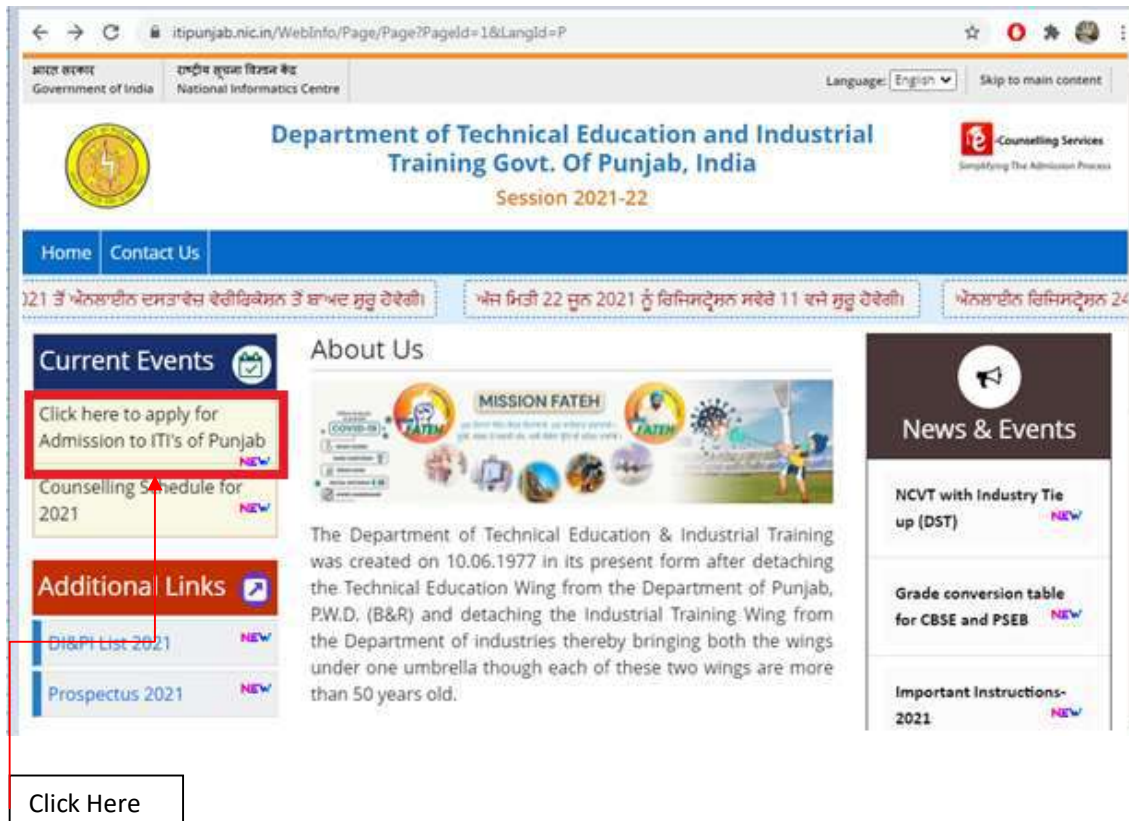 itipunjab.nic.in/WebInfo/Page/Page?PageId=1&LangId=P
भारत सरकार
Government of India
राष्ट्रीय सूचना विज्ञान केंद्र
National Informatics Centre
Language: English
Skip to main content
Department of Technical Education and Industrial
Training Govt. Of Punjab, India
Session 2021-22
e-Counselling Services
Simplifying The Admission Process
Home
Contact Us
021 ਤੋਂ ਔਨਲਾਈਨ ਦਸਤਾਵੇਜ਼ ਵੇਰੀਫਿਕੇਸ਼ਨ ਤੋਂ ਬਾਅਦ ਸ਼ੁਰੂ ਹੋਵੇਗੀ।
ਅੱਜ ਮਿਤੀ 22 ਜੂਨ 2021 ਨੂੰ ਰਿਜਿਸਟ੍ਰੇਸ਼ਨ ਸਵੇਰੇ 11 ਵਜੇ ਸ਼ੁਰੂ ਹੋਵੇਗੀ।
ਔਨਲਾਈਨ ਰਿਜਿਸਟ੍ਰੇਸ਼ਨ 24
Current Events
Click here to apply for
Admission to ITI's of Punjab
NEW
Counselling Schedule for
2021 NEW
Additional Links
DI&PI List 2021 NEW
Prospectus 2021 NEW
About Us
MISSION FATEH
FATEH
COVID-19
FATEH
The Department of Technical Education & Industrial Training
was created on 10.06.1977 in its present form after detaching
the Technical Education Wing from the Department of Punjab,
P.W.D. (B&R) and detaching the Industrial Training Wing from
the Department of industries thereby bringing both the wings
under one umbrella though each of these two wings are more
than 50 years old.
News & Events
NCVT with Industry Tie
up (DST) NEW
Grade conversion table
for CBSE and PSEB NEW
Important Instructions-
2021 NEW
Click Here